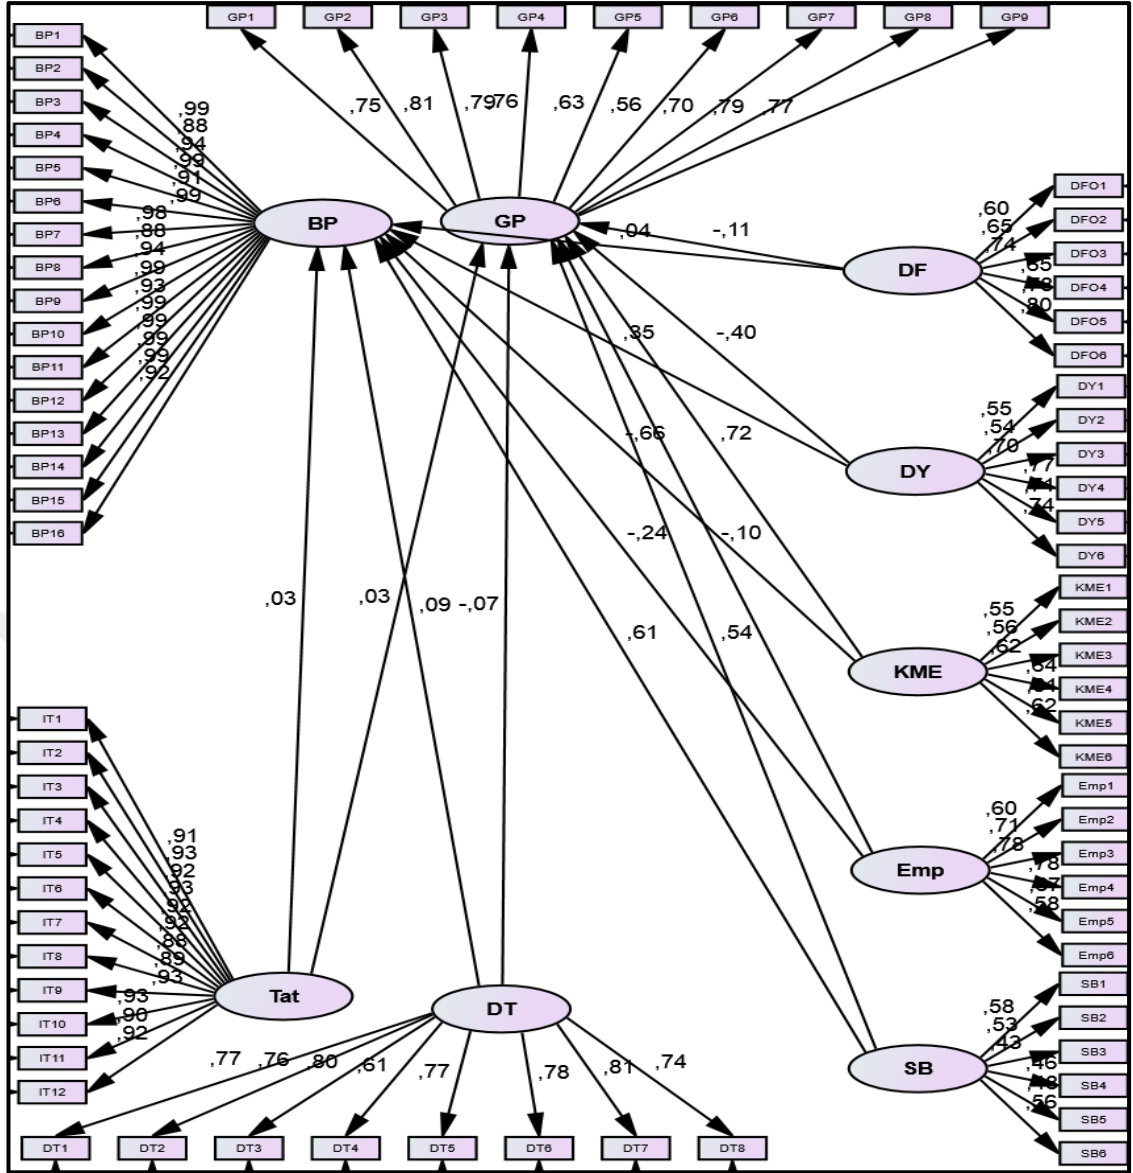 GP1 GP2 GP3 GP4 GP5 GP6 GP7 GP8 GP9
BP1
BP2
BP3
BP4
BP5
BP6
BP7
BP8
BP9
BP10
BP11
BP12
BP13
BP14
BP15
BP16
,99
,88
,94
,99
,91
,99
,98
,88
,94
,99
,93
,99
,99
,99
,99
,92
,75 ,81 ,79 ,76 ,63 ,56 ,70 ,79 ,77
BP
GP
,04 -,11
,35 -,40
-,66 ,72
-,24 -,10
,61 ,54
,03 ,03 ,09 -,07
DF
,60
,65
,74
,65
,80
DFO1
DFO2
DFO3
DFO4
DFO5
DFO6
DY
,55
,54
,70
,77
,74
DY1
DY2
DY3
DY4
DY5
DY6
KME
,55
,56
,62
,62
KME1
KME2
KME3
KME4
KME5
KME6
Emp
,60
,71
,78
,78
,58
Emp1
Emp2
Emp3
Emp4
Emp5
Emp6
SB
,58
,53
,43
,46
,56
SB1
SB2
SB3
SB4
SB5
SB6
IT1
IT2
IT3
IT4
IT5
IT6
IT7
IT8
IT9
IT10
IT11
IT12
,91
,93
,92
,93
,92
,92
,88
,89
,93
,93
,90
,92
Tat
DT
,77 ,76 ,80 ,61 ,77 ,78 ,81 ,74
DT1 DT2 DT3 DT4 DT5 DT6 DT7 DT8